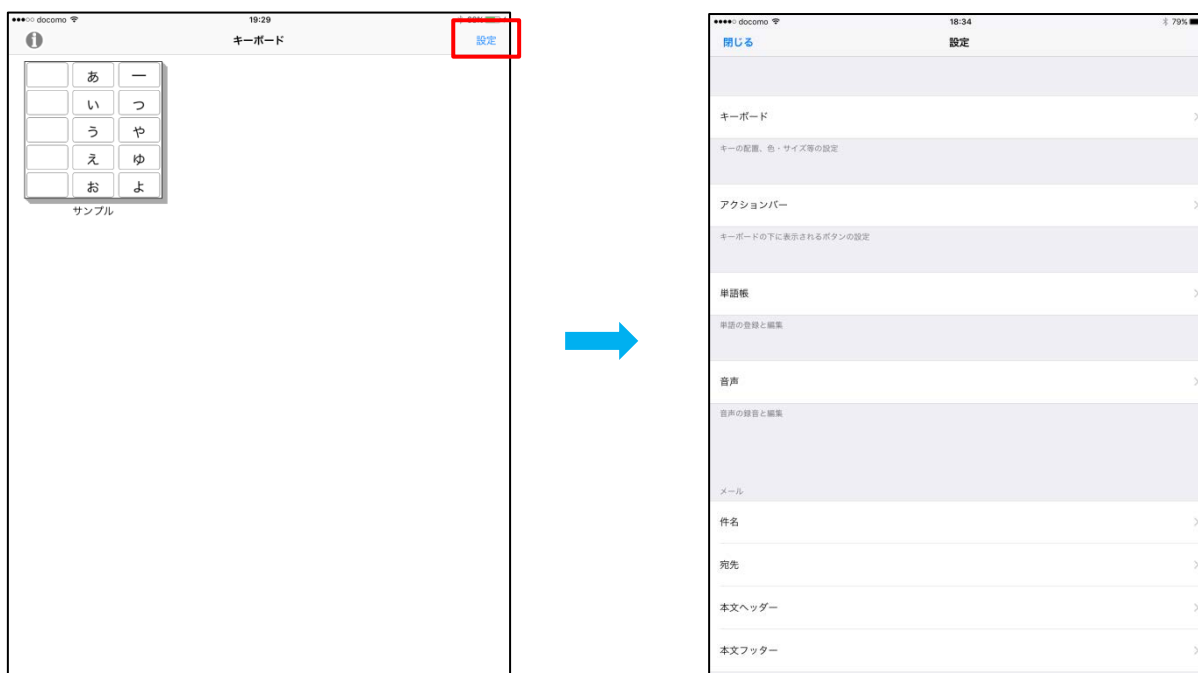 docomo 19:29
キーボード 設定
あ ー
い つ
う や
え ゆ
お よ
サンプル
docomo 18:34 79%
閉じる 設定
キーボード
キーの配置、色・サイズ等の設定
アクションバー
キーボードの下に表示されるボタンの設定
単語帳
単語の登録と編集
音声
音声の録音と編集
メール
件名
宛先
本文ヘッダー
本文フッター